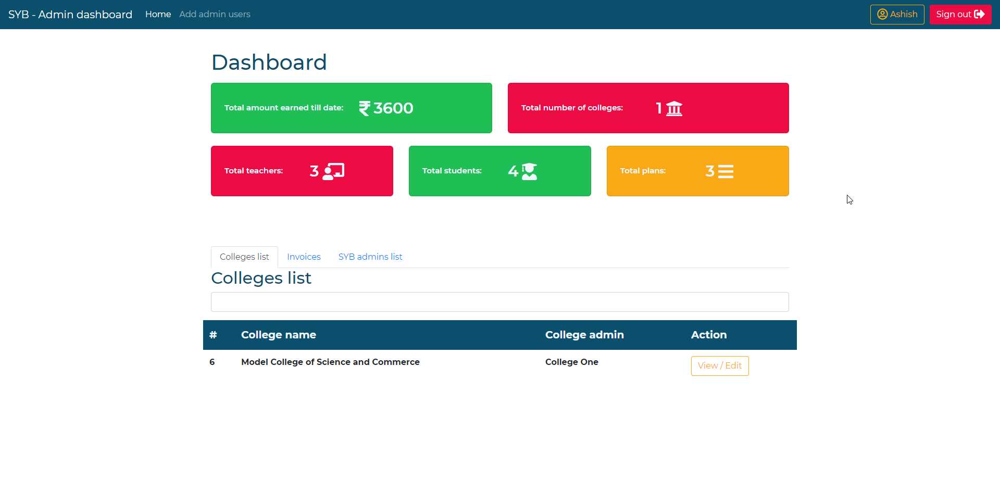 SYB - Admin dashboard Home Add admin users Ashish Sign out
Dashboard
Total amount earned till date: ₹ 3600 Total number of colleges: 1
Total teachers: 3 Total students: 4 Total plans: 3
Colleges list Invoices SYB admins list
Colleges list
# College name College admin Action
6 Model College of Science and Commerce College One View / Edit